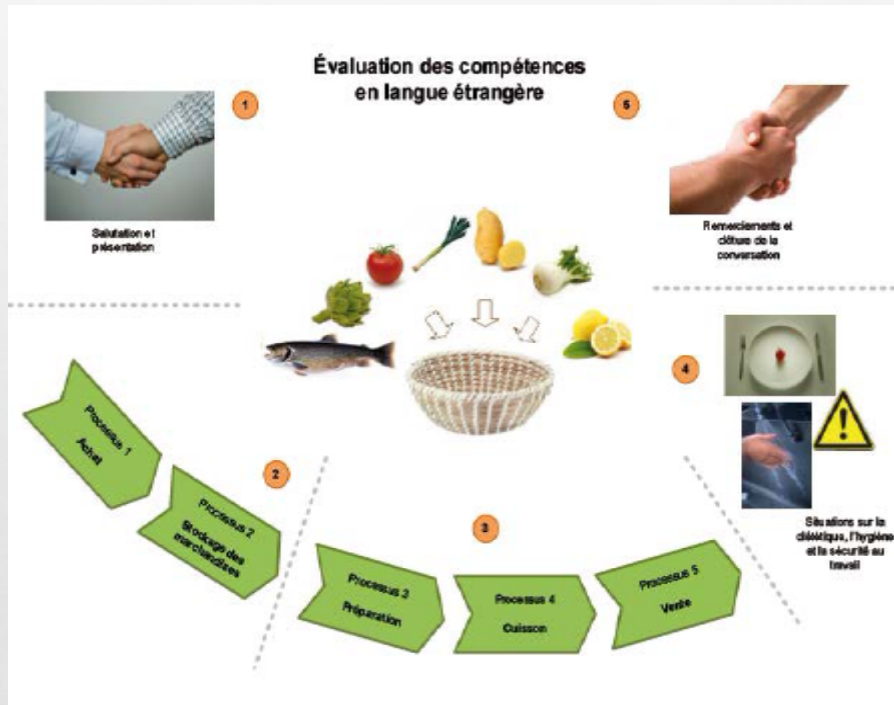 Évaluation des compétences
en langue étrangère
1
Salutation et
présentation
5
Remerciements et
clôture de la
conversation
Processus 1
Achat
2
Processus 2
Stockage des
marchandises
3
Processus 3
Préparation
Processus 4
Cuisson
Processus 5
Vente
4
Situations sur la
diététique, l'hygiène
et la sécurité au
travail